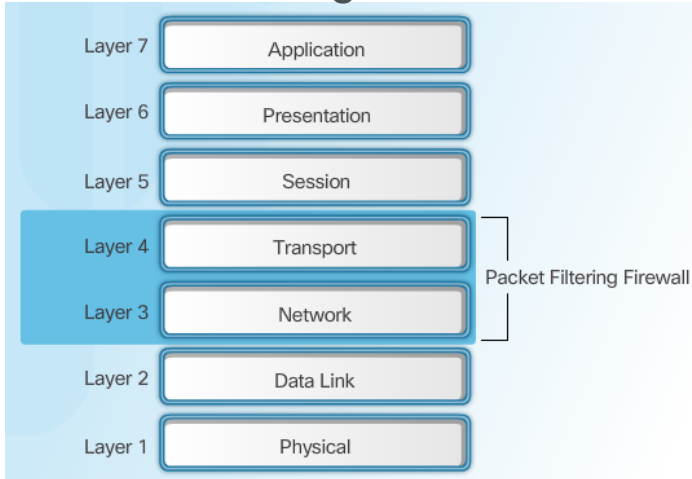 Layer 7 Application
Layer 6 Presentation
Layer 5 Session
Layer 4 Transport
Packet Filtering Firewall
Layer 3 Network
Layer 2 Data Link
Layer 1 Physical